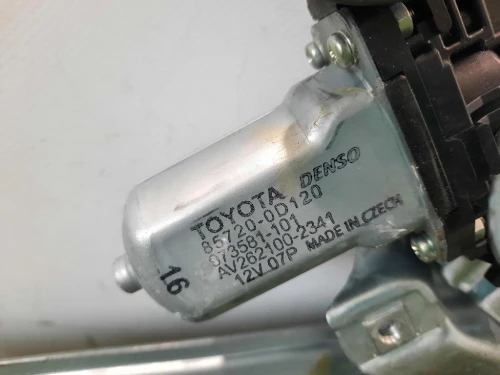 TOYOTA DENSO
85720-0D120
073581-101
AV262100-2341
12V 07P MADE IN CZECH
16